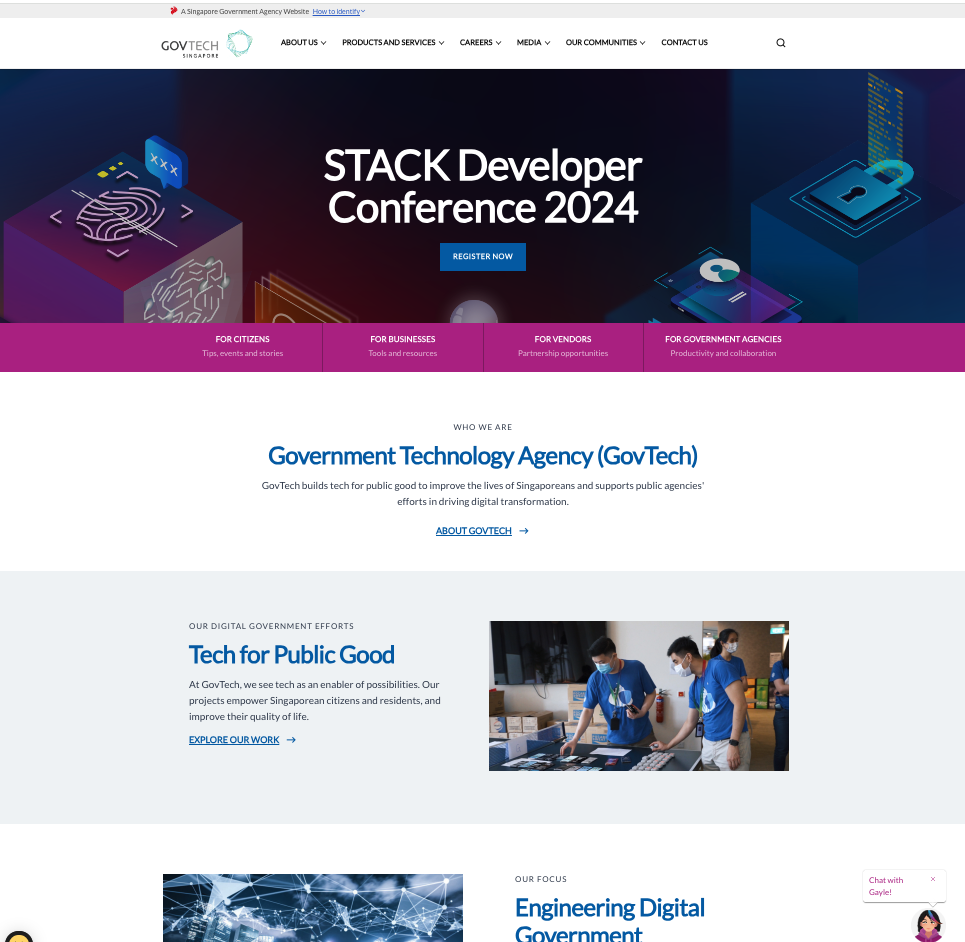 A Singapore Government Agency Website How to identify
GOVTECH
SINGAPORE
ABOUT US PRODUCTS AND SERVICES CAREERS MEDIA OUR COMMUNITIES CONTACT US
XXX
STACK Developer
Conference 2024
REGISTER NOW
FOR CITIZENS
Tips, events and stories
FOR BUSINESSES
Tools and resources
FOR VENDORS
Partnership opportunities
FOR GOVERNMENT AGENCIES
Productivity and collaboration
WHO WE ARE
Government Technology Agency (GovTech)
GovTech builds tech for public good to improve the lives of Singaporeans and supports public agencies'
efforts in driving digital transformation.
ABOUT GOVTECH
OUR DIGITAL GOVERNMENT EFFORTS
Tech for Public Good
At GovTech, we see tech as an enabler of possibilities. Our
projects empower Singaporean citizens and residents, and
improve their quality of life.
EXPLORE OUR WORK
OUR FOCUS
Engineering Digital
Government
Chat with
Gayle!